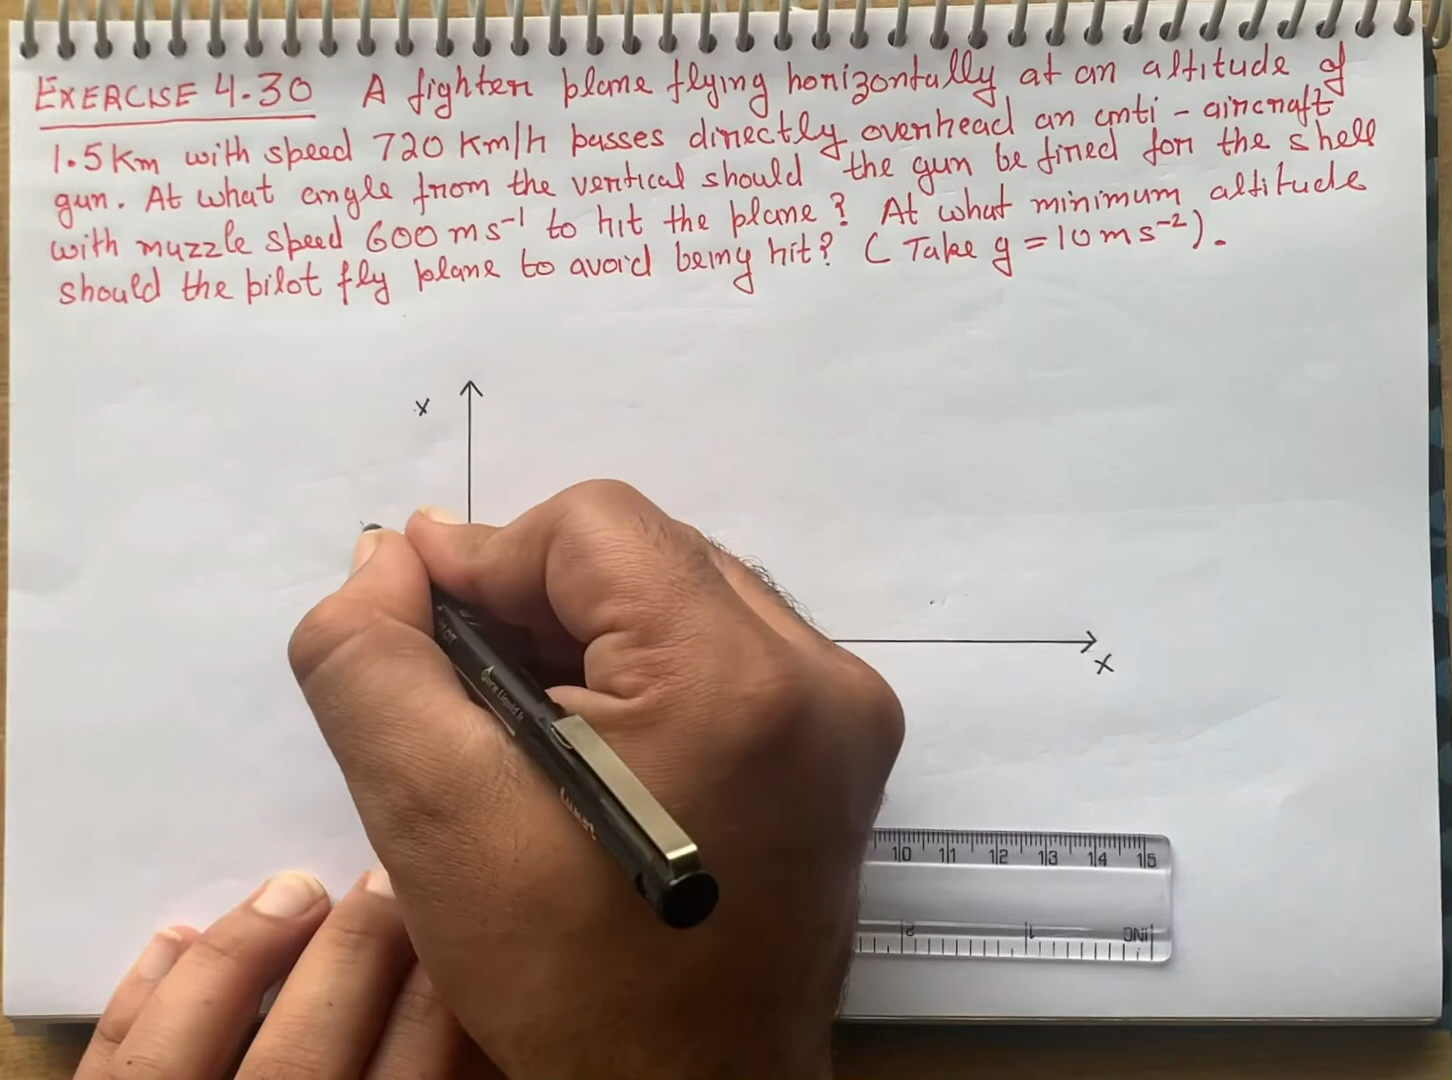 EXERCISE 4.30 A fighter plane flying horizontally at an altitude of
1.5 Km with speed 720 Km/h passes directly overhead an anti-aircraft
gun. At what angle from the vertical should the gun be fired for the shell
with muzzle speed 600 ms⁻¹ to hit the plane? At what minimum altitude
should the pilot fly plane to avoid being hit? (Take g = 10 ms⁻²).
X
X
10 11 12 13 14 15
2 1 INC